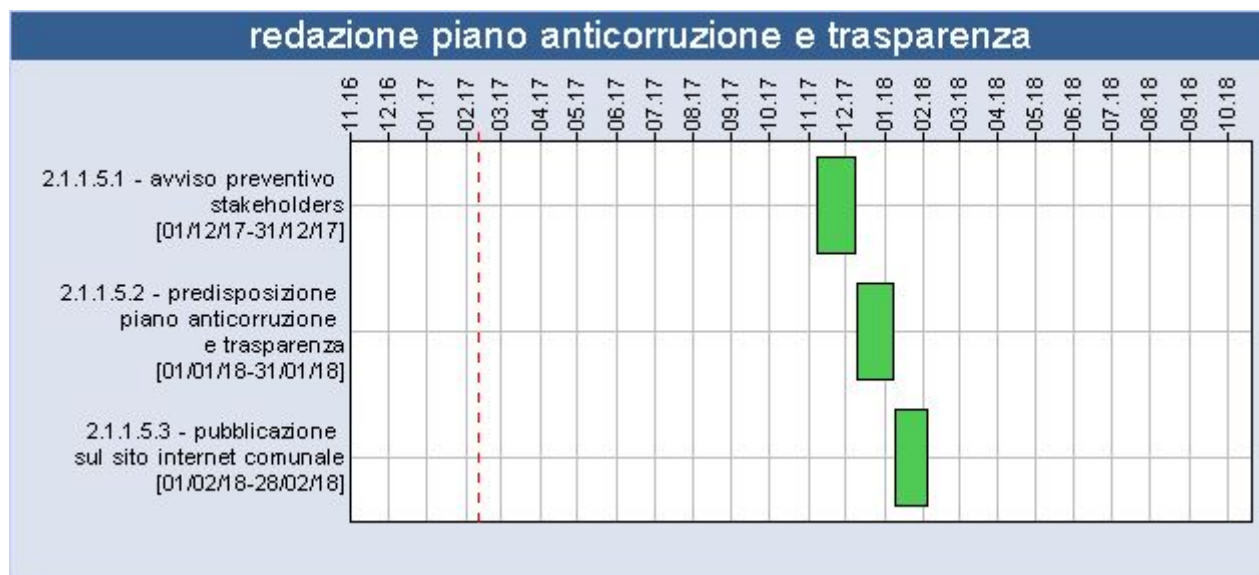 redazione piano anticorruzione e trasparenza
11.16 12.16 01.17 02.17 03.17 04.17 05.17 06.17 07.17 08.17 09.17 10.17 11.17 12.17 01.18 02.18 03.18 04.18 05.18 06.18 07.18 08.18 09.18 10.18
2.1.1.5.1 - avviso preventivo
stakeholders
[01/12/17-31/12/17]
2.1.1.5.2 - predisposizione
piano anticorruzione
e trasparenza
[01/01/18-31/01/18]
2.1.1.5.3 - pubblicazione
sul sito internet comunale
[01/02/18-28/02/18]